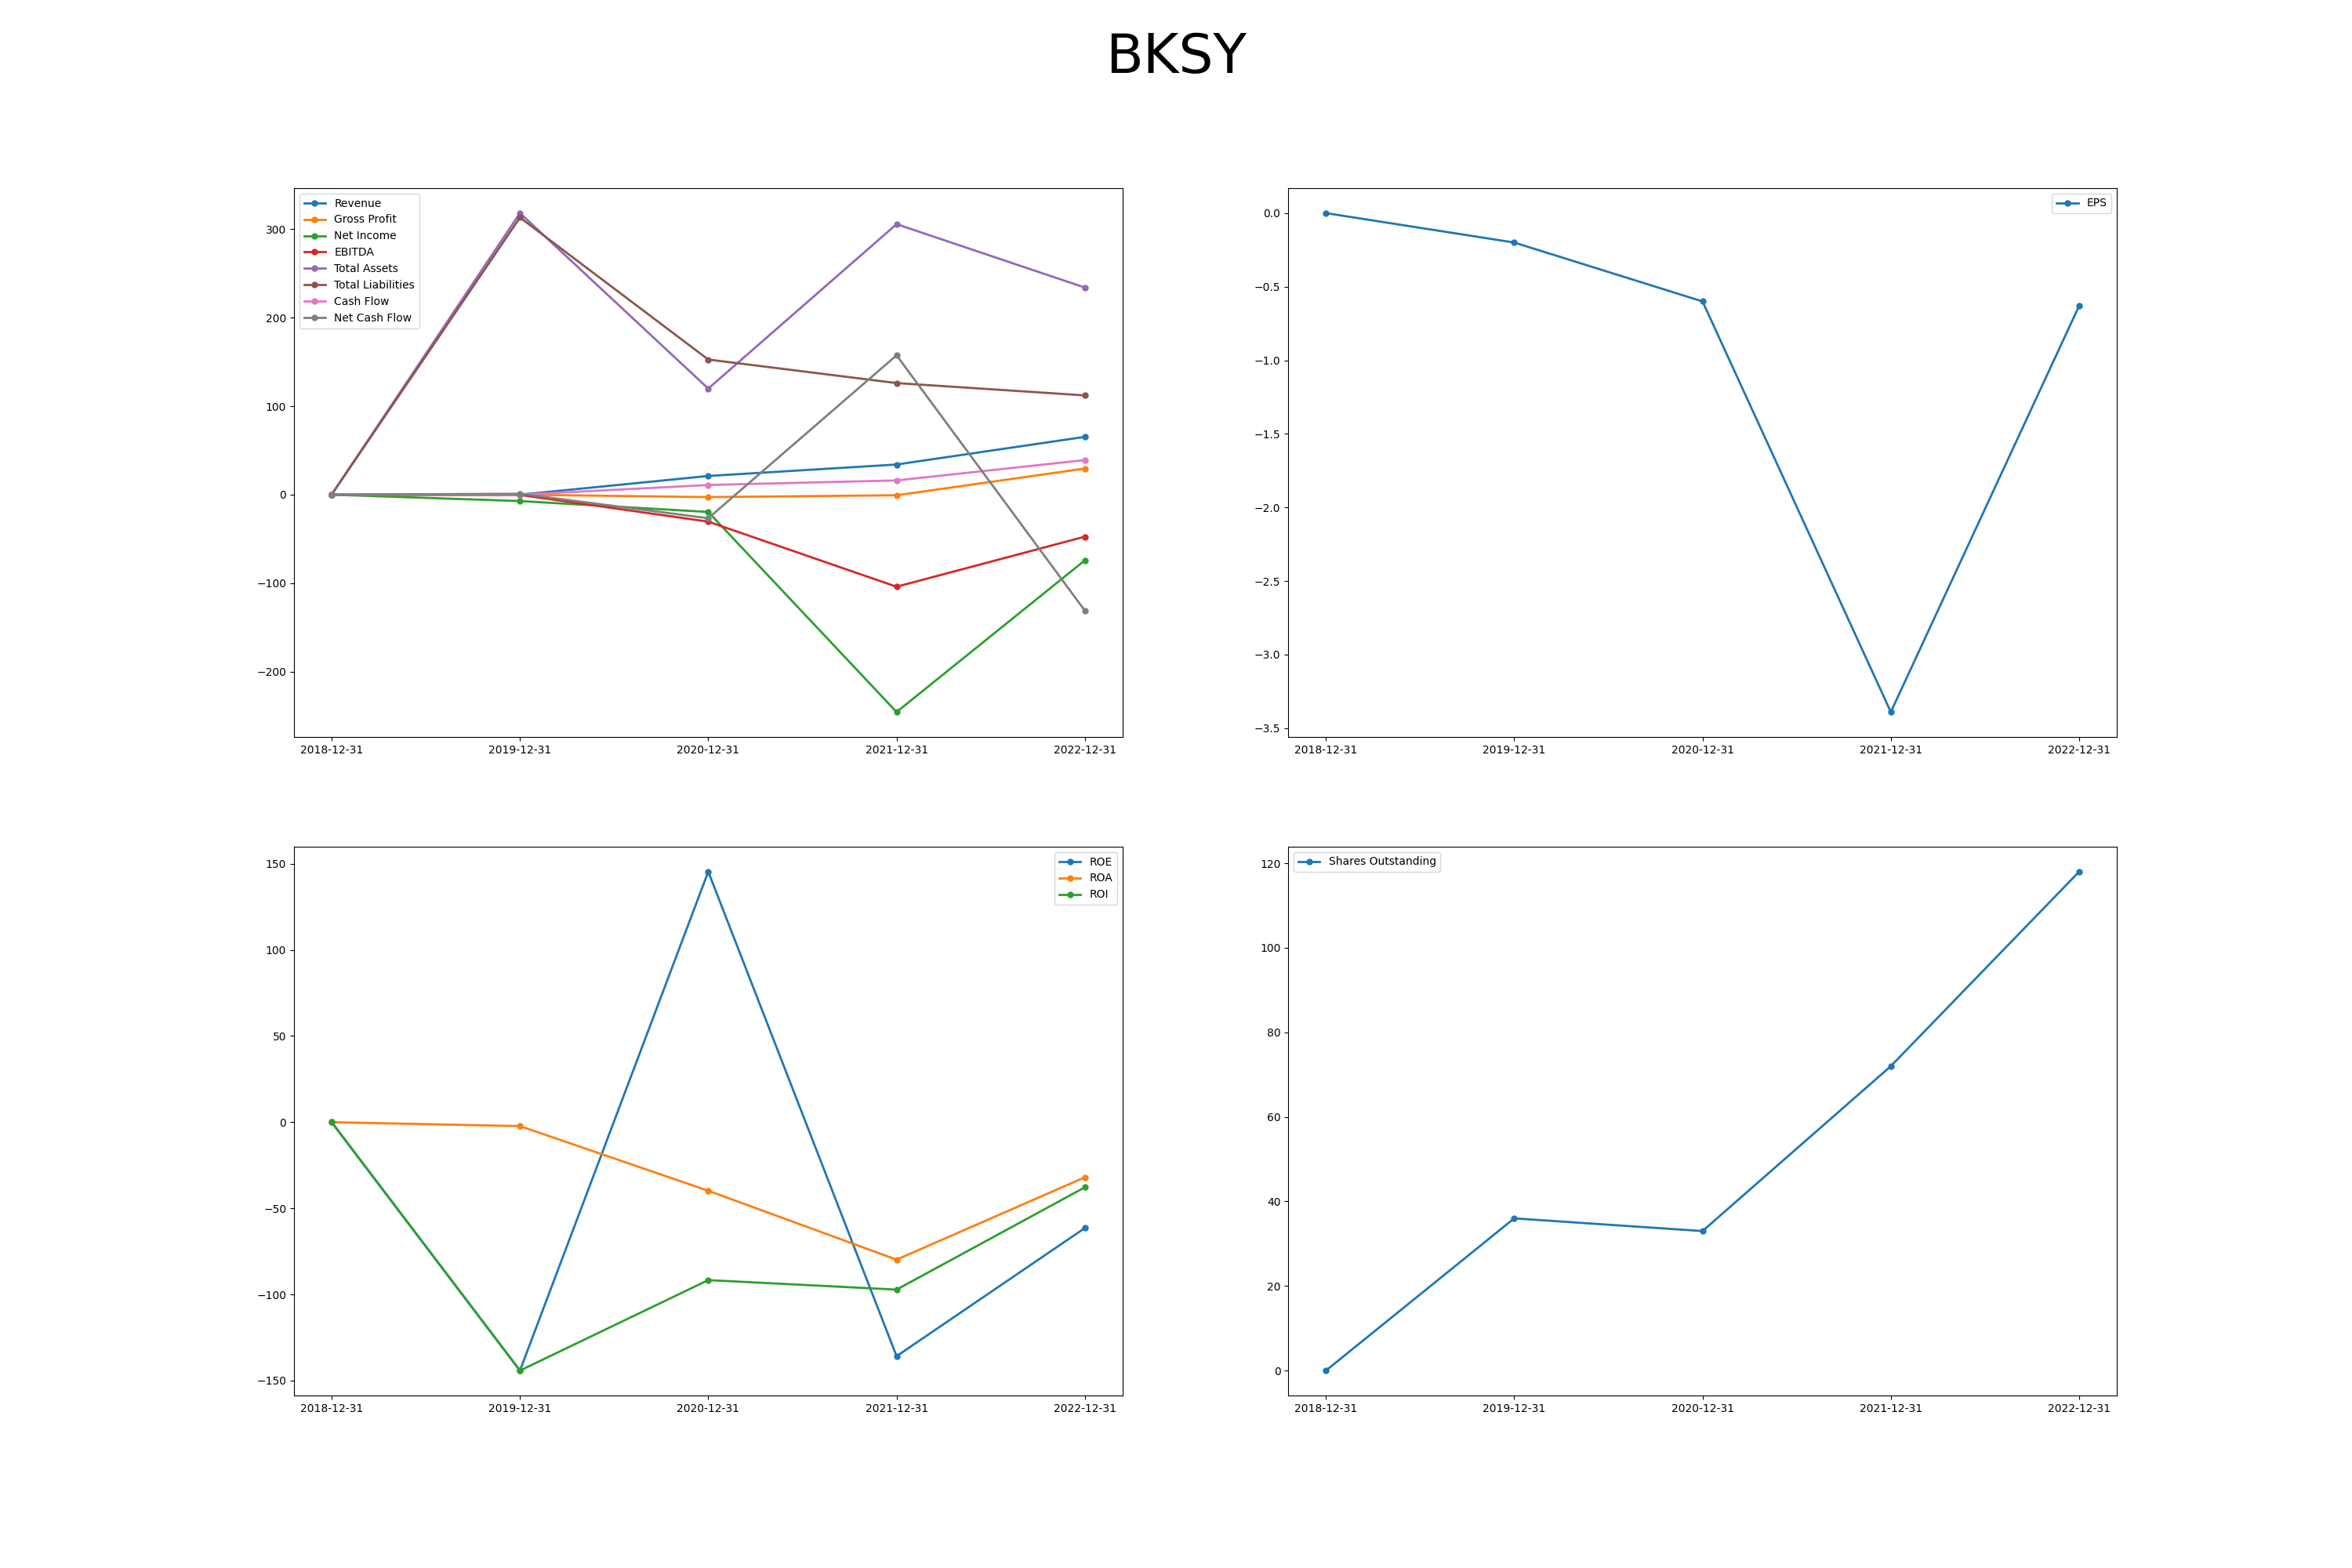 BKSY
Revenue
Gross Profit
Net Income
EBITDA
Total Assets
Total Liabilities
Cash Flow
Net Cash Flow
300
200
100
0
−100
−200
2018-12-31 2019-12-31 2020-12-31 2021-12-31 2022-12-31
EPS
0.0
−0.5
−1.0
−1.5
−2.0
−2.5
−3.0
−3.5
2018-12-31 2019-12-31 2020-12-31 2021-12-31 2022-12-31
ROE
ROA
ROI
150
100
50
0
−50
−100
−150
2018-12-31 2019-12-31 2020-12-31 2021-12-31 2022-12-31
Shares Outstanding
120
100
80
60
40
20
0
2018-12-31 2019-12-31 2020-12-31 2021-12-31 2022-12-31